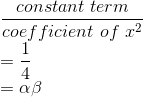 constant term
coefficient of x²
= 1
4
= αβ